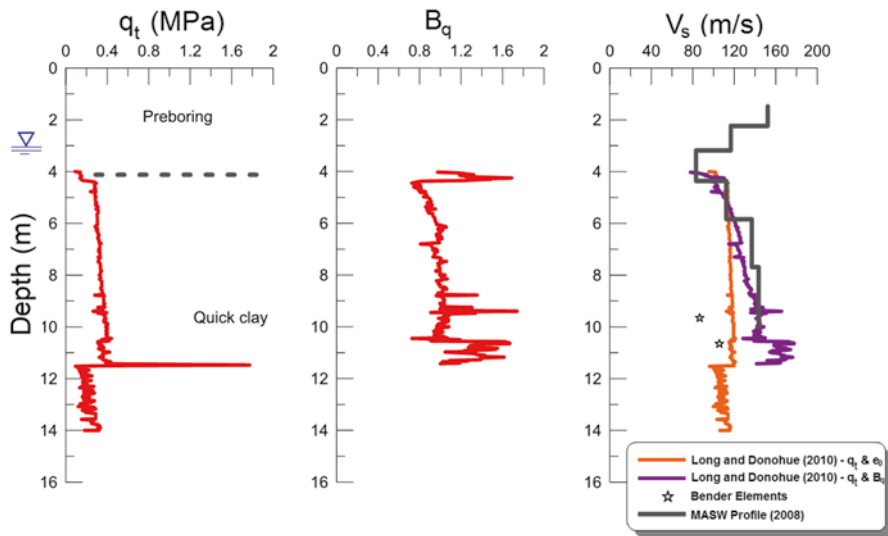 qt (MPa)
Bq
Vs (m/s)
0 0.4 0.8 1.2 1.6 2
0 0.4 0.8 1.2 1.6 2
0 40 80 120 160 200
Depth (m)
0
2
4
6
8
10
12
14
16
Preboring
Quick clay
0
2
4
6
8
10
12
14
16
0
2
4
6
8
10
12
14
16
Long and Donohue (2010) - qt & e0
Long and Donohue (2010) - qt & Bq
Bender Elements
MASW Profile (2008)